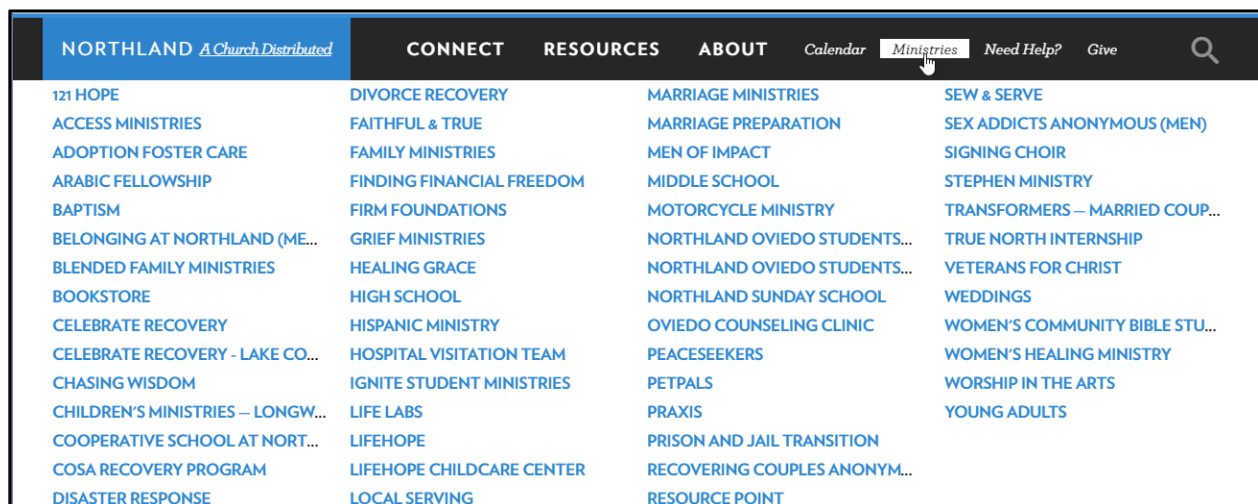 NORTHLAND A Church Distributed CONNECT RESOURCES ABOUT Calendar Ministries Need Help? Give
121 HOPE
ACCESS MINISTRIES
ADOPTION FOSTER CARE
ARABIC FELLOWSHIP
BAPTISM
BELONGING AT NORTHLAND (ME...
BLENDED FAMILY MINISTRIES
BOOKSTORE
CELEBRATE RECOVERY
CELEBRATE RECOVERY - LAKE CO...
CHASING WISDOM
CHILDREN'S MINISTRIES – LONGW...
COOPERATIVE SCHOOL AT NORT...
COSA RECOVERY PROGRAM
DISASTER RESPONSE
DIVORCE RECOVERY
FAITHFUL & TRUE
FAMILY MINISTRIES
FINDING FINANCIAL FREEDOM
FIRM FOUNDATIONS
GRIEF MINISTRIES
HEALING GRACE
HIGH SCHOOL
HISPANIC MINISTRY
HOSPITAL VISITATION TEAM
IGNITE STUDENT MINISTRIES
LIFE LABS
LIFEHOPE
LIFEHOPE CHILDCARE CENTER
LOCAL SERVING
MARRIAGE MINISTRIES
MARRIAGE PREPARATION
MEN OF IMPACT
MIDDLE SCHOOL
MOTORCYCLE MINISTRY
NORTHLAND OVIEDO STUDENTS...
NORTHLAND OVIEDO STUDENTS...
NORTHLAND SUNDAY SCHOOL
OVIEDO COUNSELING CLINIC
PEACESEEKERS
PETPALS
PRAXIS
PRISON AND JAIL TRANSITION
RECOVERING COUPLES ANONYM...
RESOURCE POINT
SEW & SERVE
SEX ADDICTS ANONYMOUS (MEN)
SIGNING CHOIR
STEPHEN MINISTRY
TRANSFORMERS – MARRIED COUP...
TRUE NORTH INTERNSHIP
VETERANS FOR CHRIST
WEDDINGS
WOMEN'S COMMUNITY BIBLE STU...
WOMEN'S HEALING MINISTRY
WORSHIP IN THE ARTS
YOUNG ADULTS